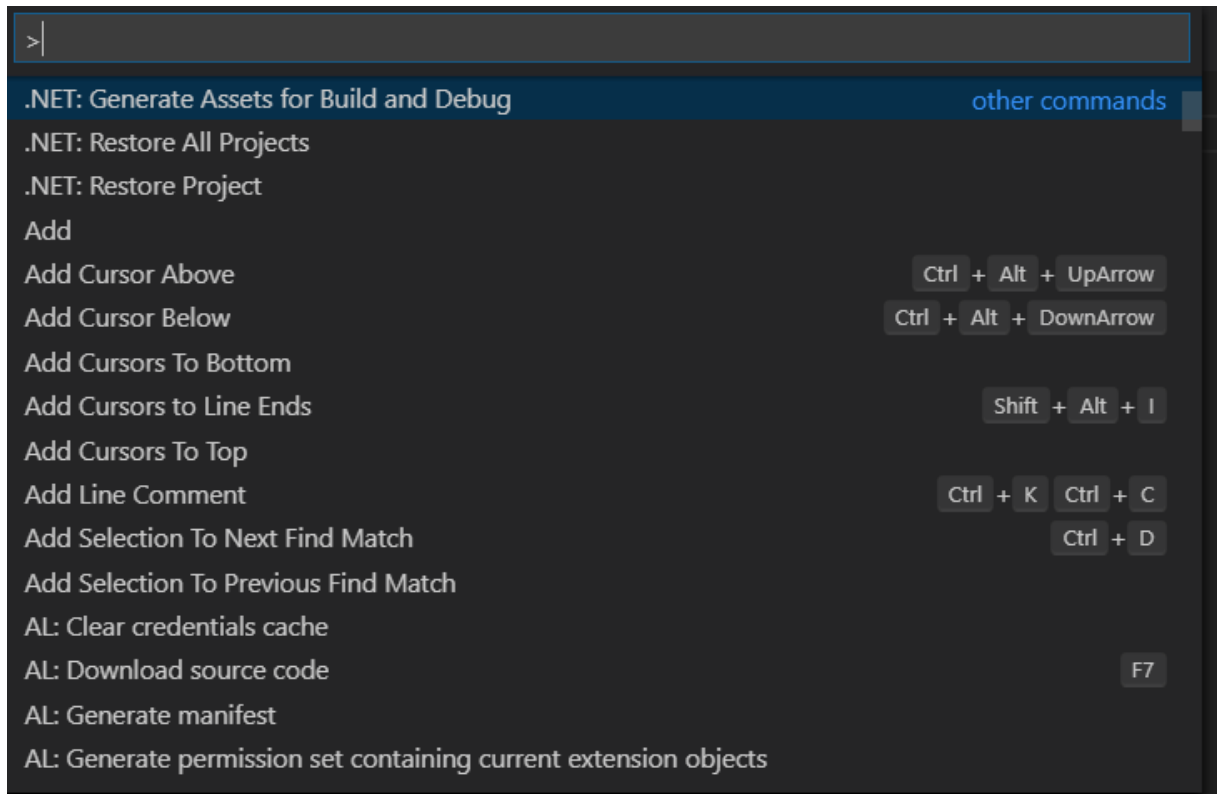 >
.NET: Generate Assets for Build and Debug other commands
.NET: Restore All Projects
.NET: Restore Project
Add
Add Cursor Above Ctrl + Alt + UpArrow
Add Cursor Below Ctrl + Alt + DownArrow
Add Cursors To Bottom
Add Cursors to Line Ends Shift + Alt + I
Add Cursors To Top
Add Line Comment Ctrl + K Ctrl + C
Add Selection To Next Find Match Ctrl + D
Add Selection To Previous Find Match
AL: Clear credentials cache
AL: Download source code F7
AL: Generate manifest
AL: Generate permission set containing current extension objects